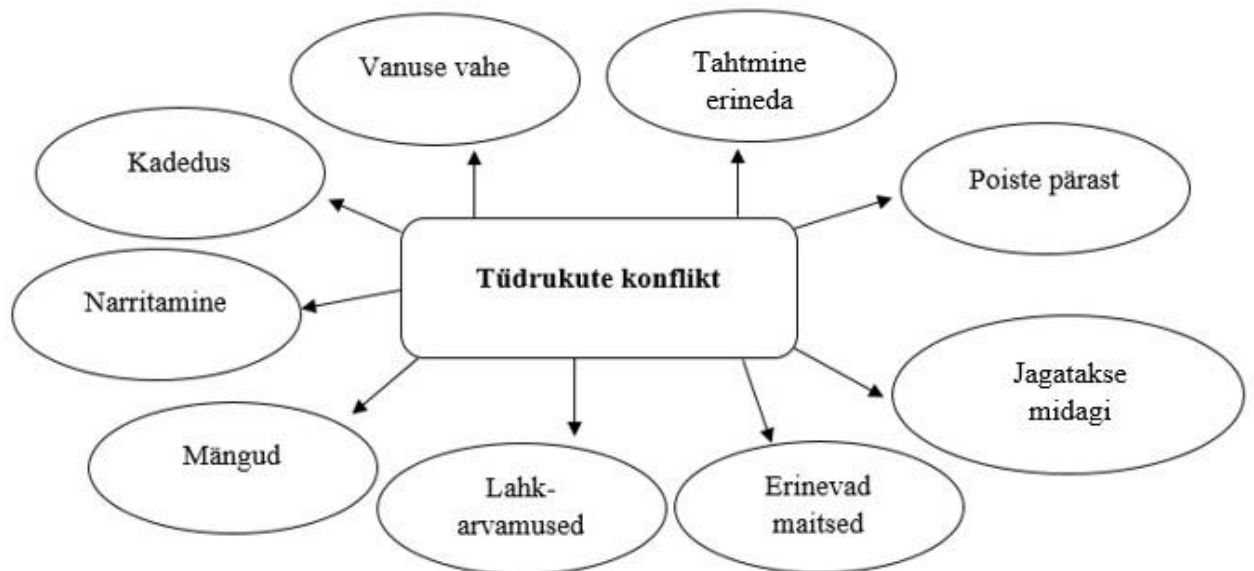 Vanuse vahe
Tahtmine
erineda
Kadedus
Poiste pärast
Tüdrukute konflikt
Narritamine
Jagatakse
midagi
Mängud
Lahk-
arvamused
Erinevad
maitsed